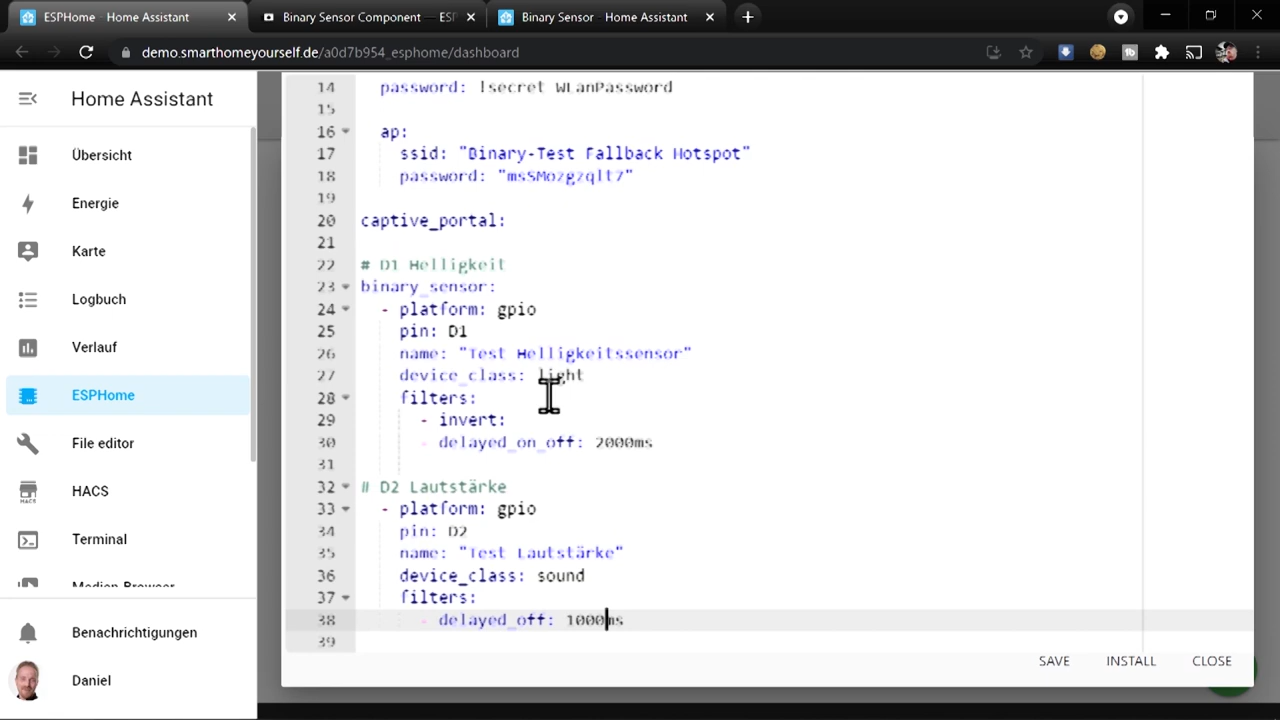 ESPHome - Home Assistant
Binary Sensor Component — ESF
Binary Sensor - Home Assistant
demo.smarthomeyourself.de/a0d7b954_esphome/dashboard
Home Assistant
Übersicht
Energie
Karte
Logbuch
Verlauf
ESPHome
File editor
HACS
HACS
Terminal
Medien-Browser
Benachrichtigungen
Daniel
14 password: !secret WLanPassword
15
16 ap:
17 ssid: "Binary-Test Fallback Hotspot"
18 password:
19
20 captive_portal:
21
22 # D1 Helligkeit
23 binary_sensor:
24 - platform: gpio
25 pin: D1
26 name: "Test Helligkeitssensor"
27 device_class: light
28 filters:
29 - invert:
30 - delayed_on_off: 2000ms
31
32 # D2 Lautstärke
33 - platform: gpio
34 pin: D2
35 name: "Test Lautstärke"
36 device_class: sound
37 filters:
38 - delayed_off: 1000ms
39
SAVE INSTALL CLOSE